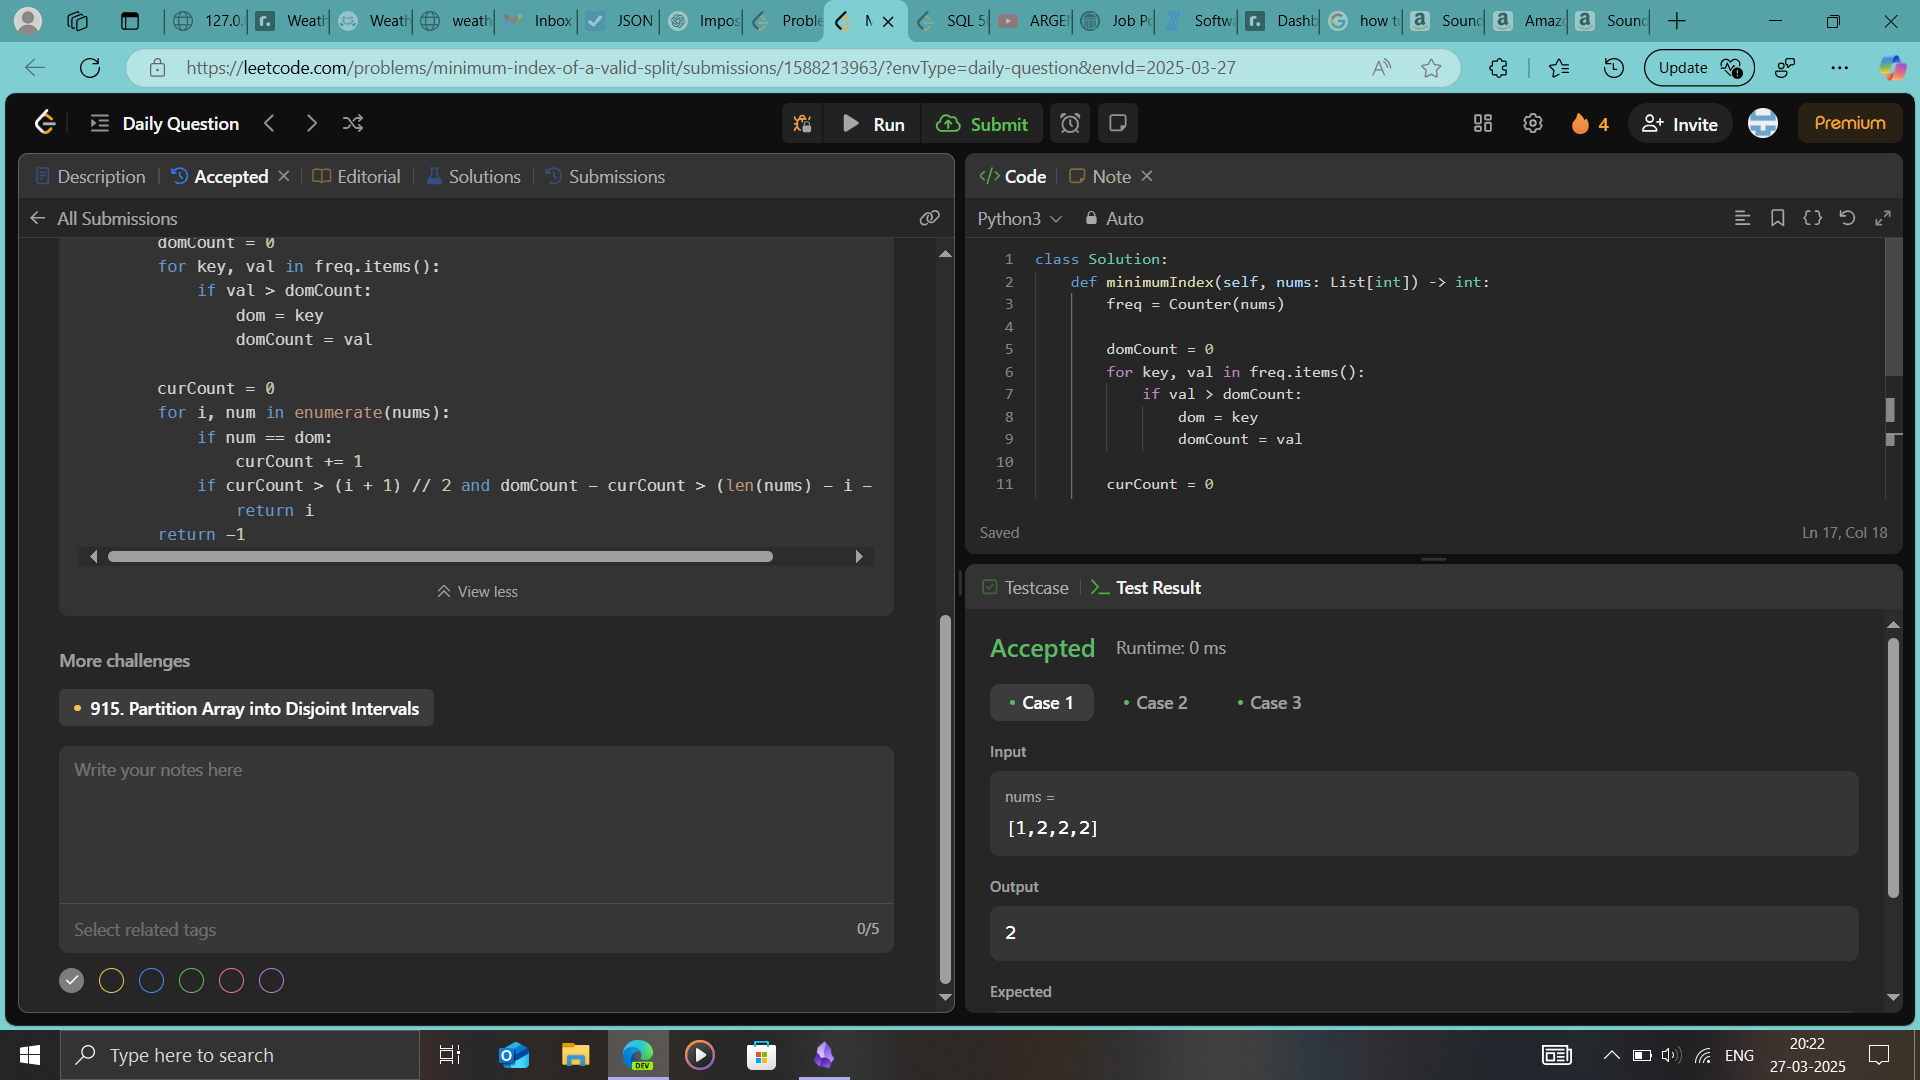 127.0.
Weath
Weath
weath
Inbox
JSON
Impos
Proble
M
SQL 5
ARGEN
Job Po
Softw
Dashb
how to
Sound
Amazo
Sound
https://leetcode.com/problems/minimum-index-of-a-valid-split/submissions/1588213963/?envType=daily-question&envId=2025-03-27
Update
Daily Question
Run
Submit
4
Invite
Premium
Description
Accepted
Editorial
Solutions
Submissions
All Submissions
domCount = 0
for key, val in freq.items():
if val > domCount:
dom = key
domCount = val
curCount = 0
for i, num in enumerate(nums):
if num == dom:
curCount += 1
if curCount > (i + 1) // 2 and domCount - curCount > (len(nums) - i -
return i
return -1
View less
More challenges
915. Partition Array into Disjoint Intervals
Write your notes here
Select related tags
0/5
Code
Note
Python3
Auto
1 class Solution:
2 def minimumIndex(self, nums: List[int]) -> int:
3 freq = Counter(nums)
4
5 domCount = 0
6 for key, val in freq.items():
7 if val > domCount:
8 dom = key
9 domCount = val
10
11 curCount = 0
Saved
Ln 17, Col 18
Testcase
Test Result
Accepted
Runtime: 0 ms
Case 1
Case 2
Case 3
Input
nums =
[1,2,2,2]
Output
2
Expected
Type here to search
DEV
ENG
20:22
27-03-2025